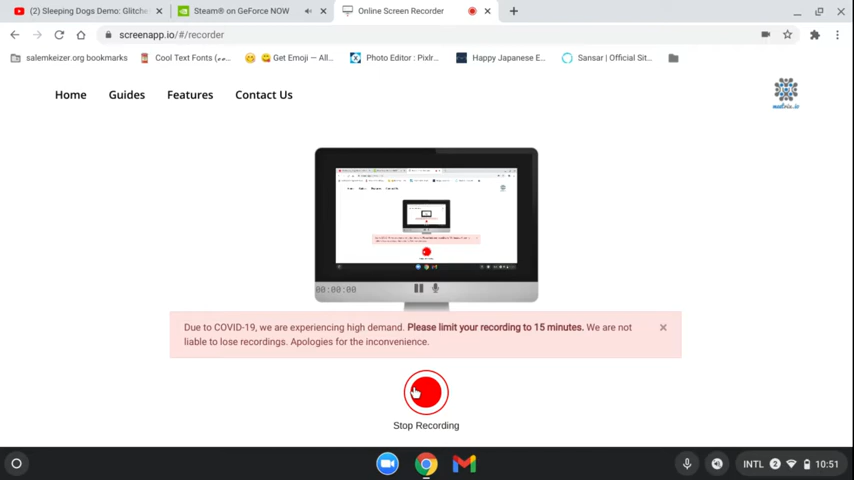 (2) Sleeping Dogs Demo: Glitche
Steam® on GeForce NOW
Online Screen Recorder
screenapp.io/#/recorder
salemkeizer.org bookmarks
Cool Text Fonts
Get Emoji — All...
Photo Editor : Pixlr...
Happy Japanese E...
Sansar | Official Sit...
Home
Guides
Features
Contact Us
00:00:00
Due to COVID-19, we are experiencing high demand. Please limit your recording to 15 minutes. We are not
liable to lose recordings. Apologies for the inconvenience.
Stop Recording
INTL 2 10:51